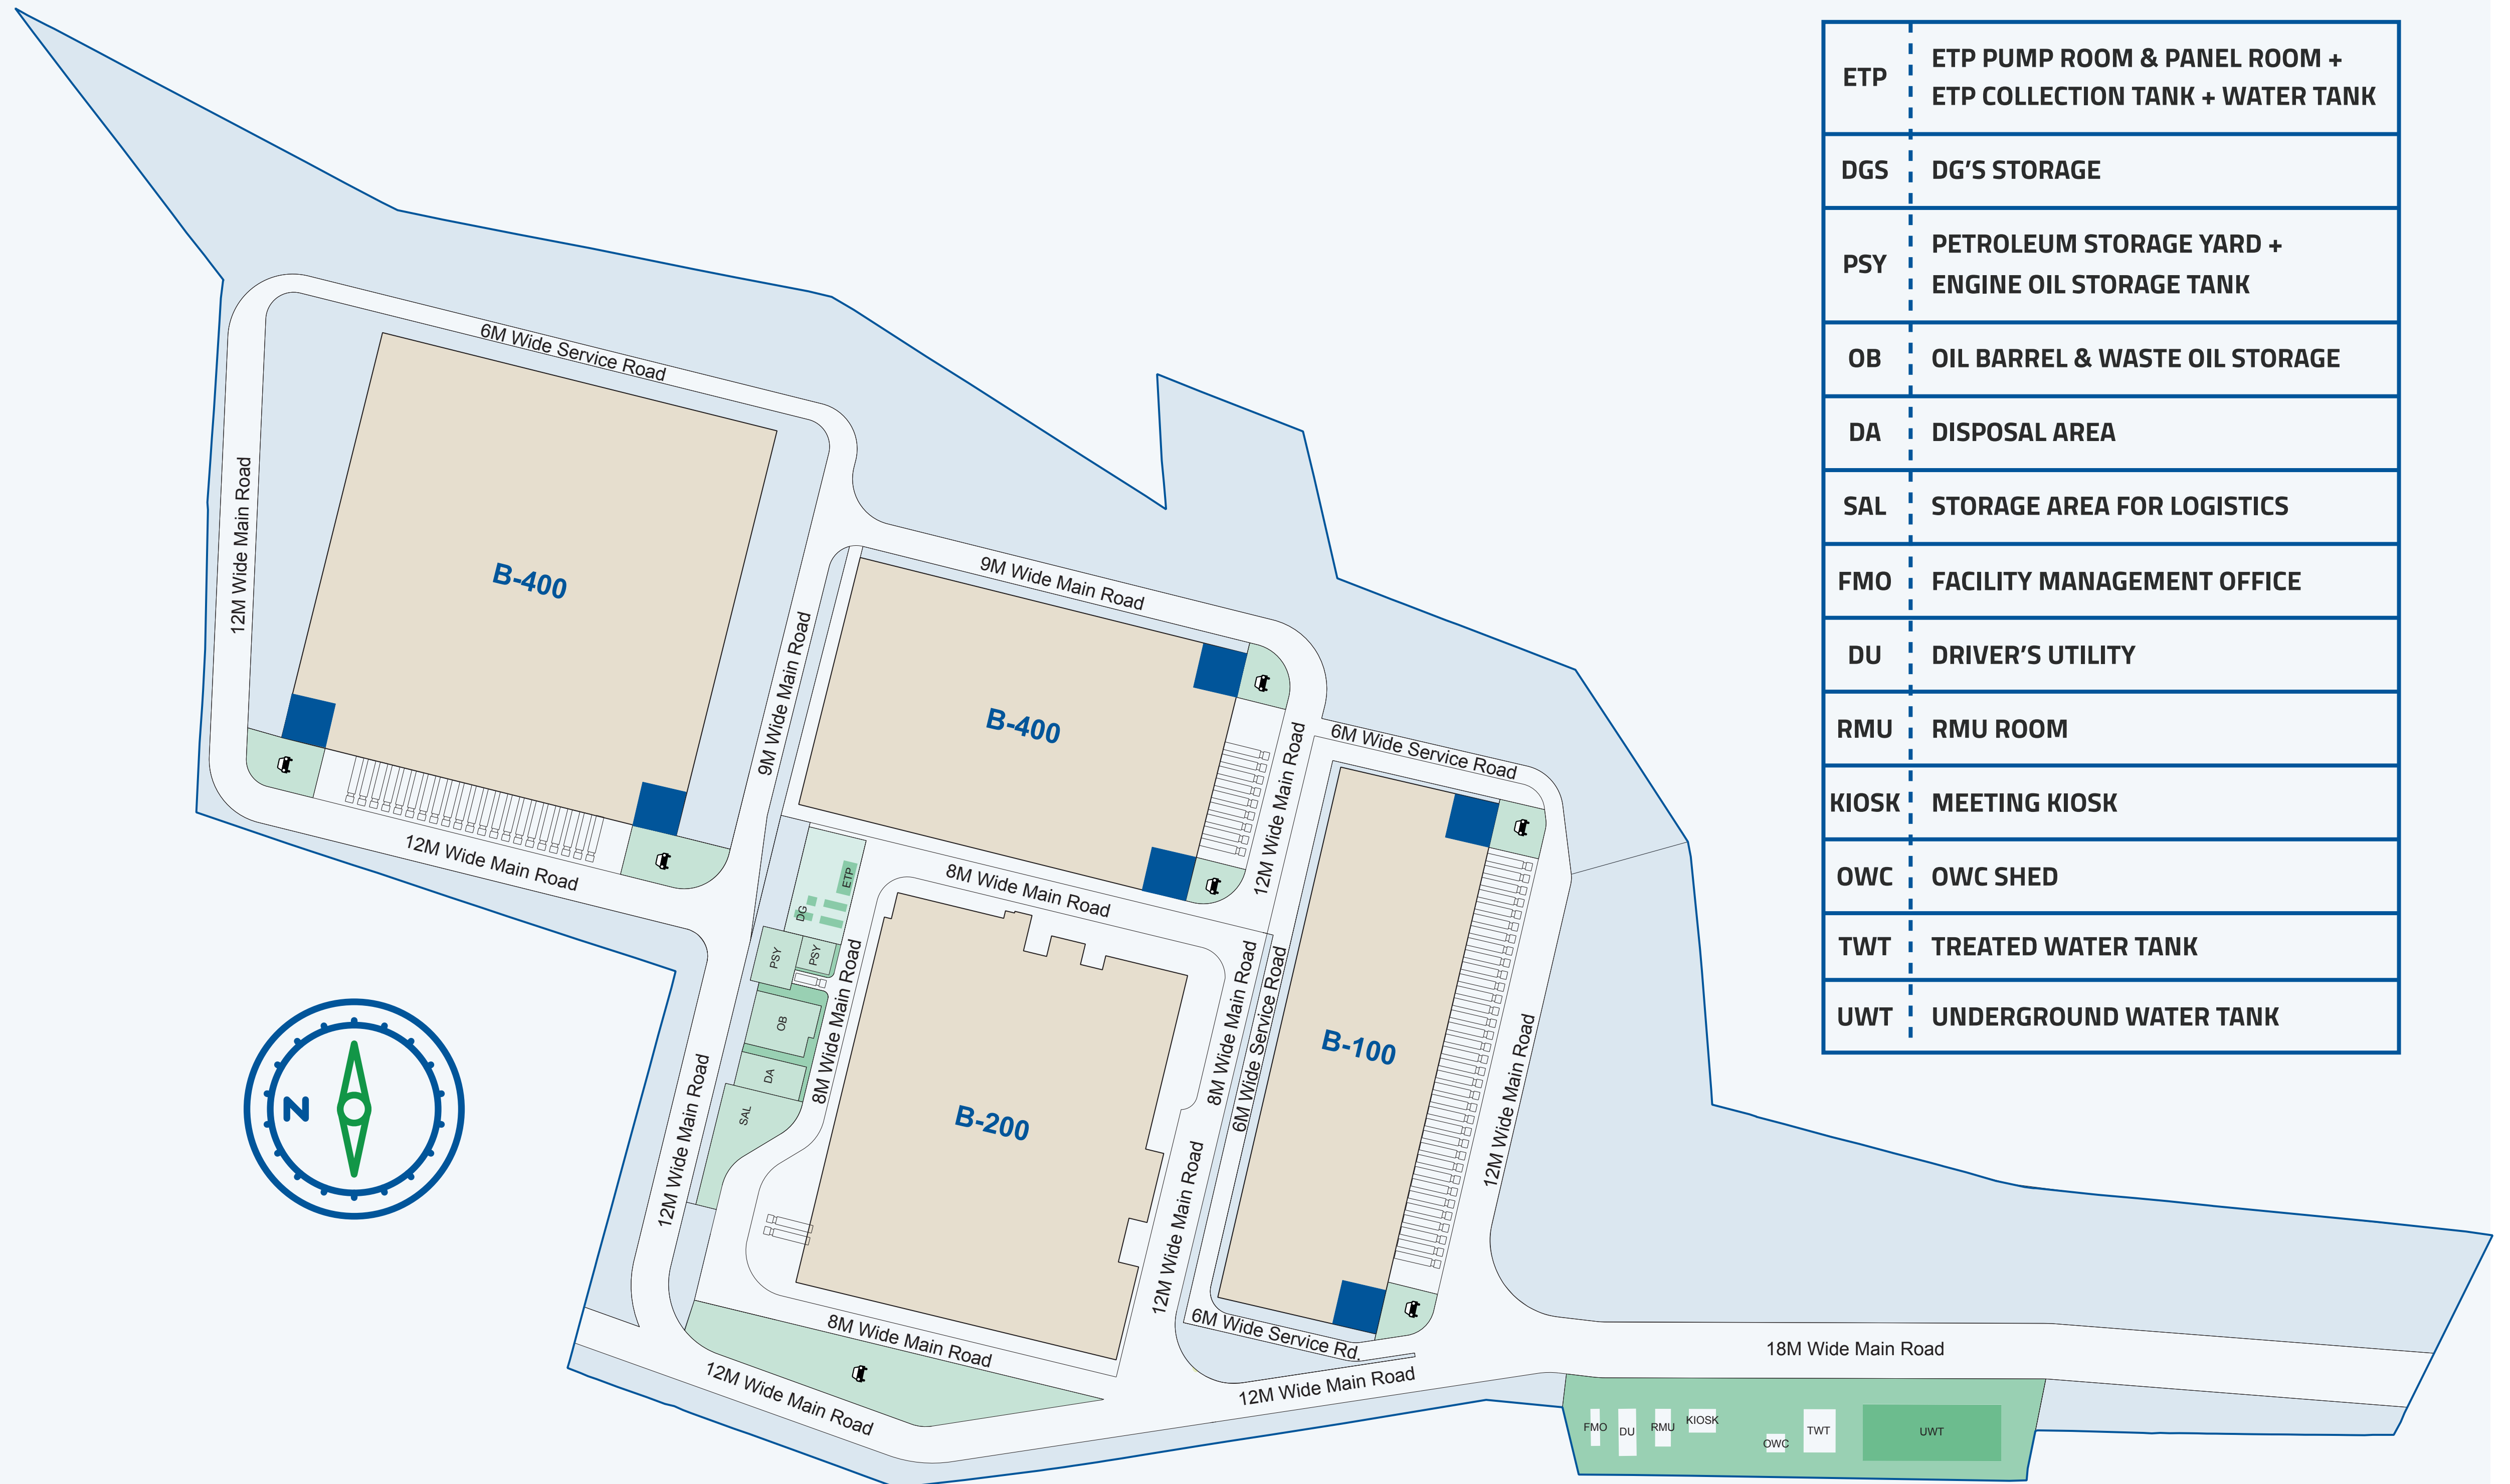 ETP
ETP PUMP ROOM & PANEL ROOM +
ETP COLLECTION TANK + WATER TANK
DGS
DG'S STORAGE
PSY
PETROLEUM STORAGE YARD +
ENGINE OIL STORAGE TANK
OB
OIL BARREL & WASTE OIL STORAGE
DA
DISPOSAL AREA
SAL
STORAGE AREA FOR LOGISTICS
FMO
FACILITY MANAGEMENT OFFICE
DU
DRIVER'S UTILITY
RMU
RMU ROOM
KIOSK
MEETING KIOSK
OWC
OWC SHED
TWT
TREATED WATER TANK
UWT
UNDERGROUND WATER TANK
6M Wide Service Road
12M Wide Main Road
B-400
12M Wide Main Road
9M Wide Main Road
9M Wide Main Road
B-400
12M Wide Main Road
6M Wide Service Road
8M Wide Main Road
ETP
DG
PSY
PSY
OB
DA
SAL
8M Wide Main Road
12M Wide Main Road
B-200
8M Wide Main Road
6M Wide Service Road
12M Wide Main Road
B-100
12M Wide Main Road
N
8M Wide Main Road
12M Wide Main Road
6M Wide Service Rd.
12M Wide Main Road
18M Wide Main Road
FMO
DU
RMU
KIOSK
OWC
TWT
UWT